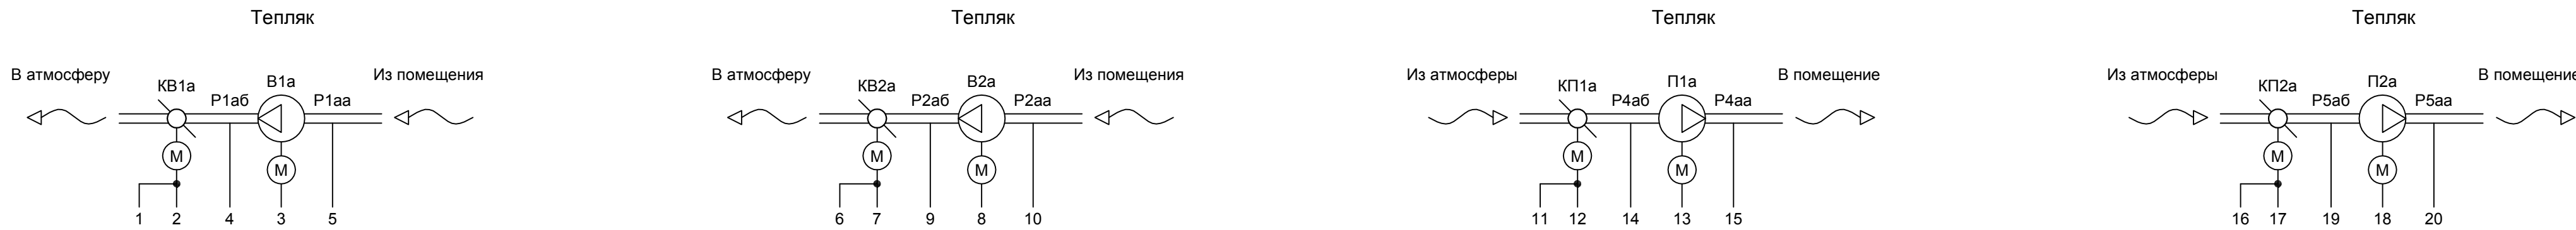 Тепляк
В атмосферу
КВ1а
Р1аб
В1а
Р1аа
Из помещения
М
М
1
2
4
3
5
Тепляк
В атмосферу
КВ2а
Р2аб
В2а
Р2аа
Из помещения
М
М
6
7
9
8
10
Тепляк
Из атмосферы
КП1а
Р4аб
П1а
Р4аа
В помещение
М
М
11
12
14
13
15
Тепляк
Из атмосферы
КП2а
Р5аб
П2а
Р5аа
В помещение
М
М
16
17
19
18
20